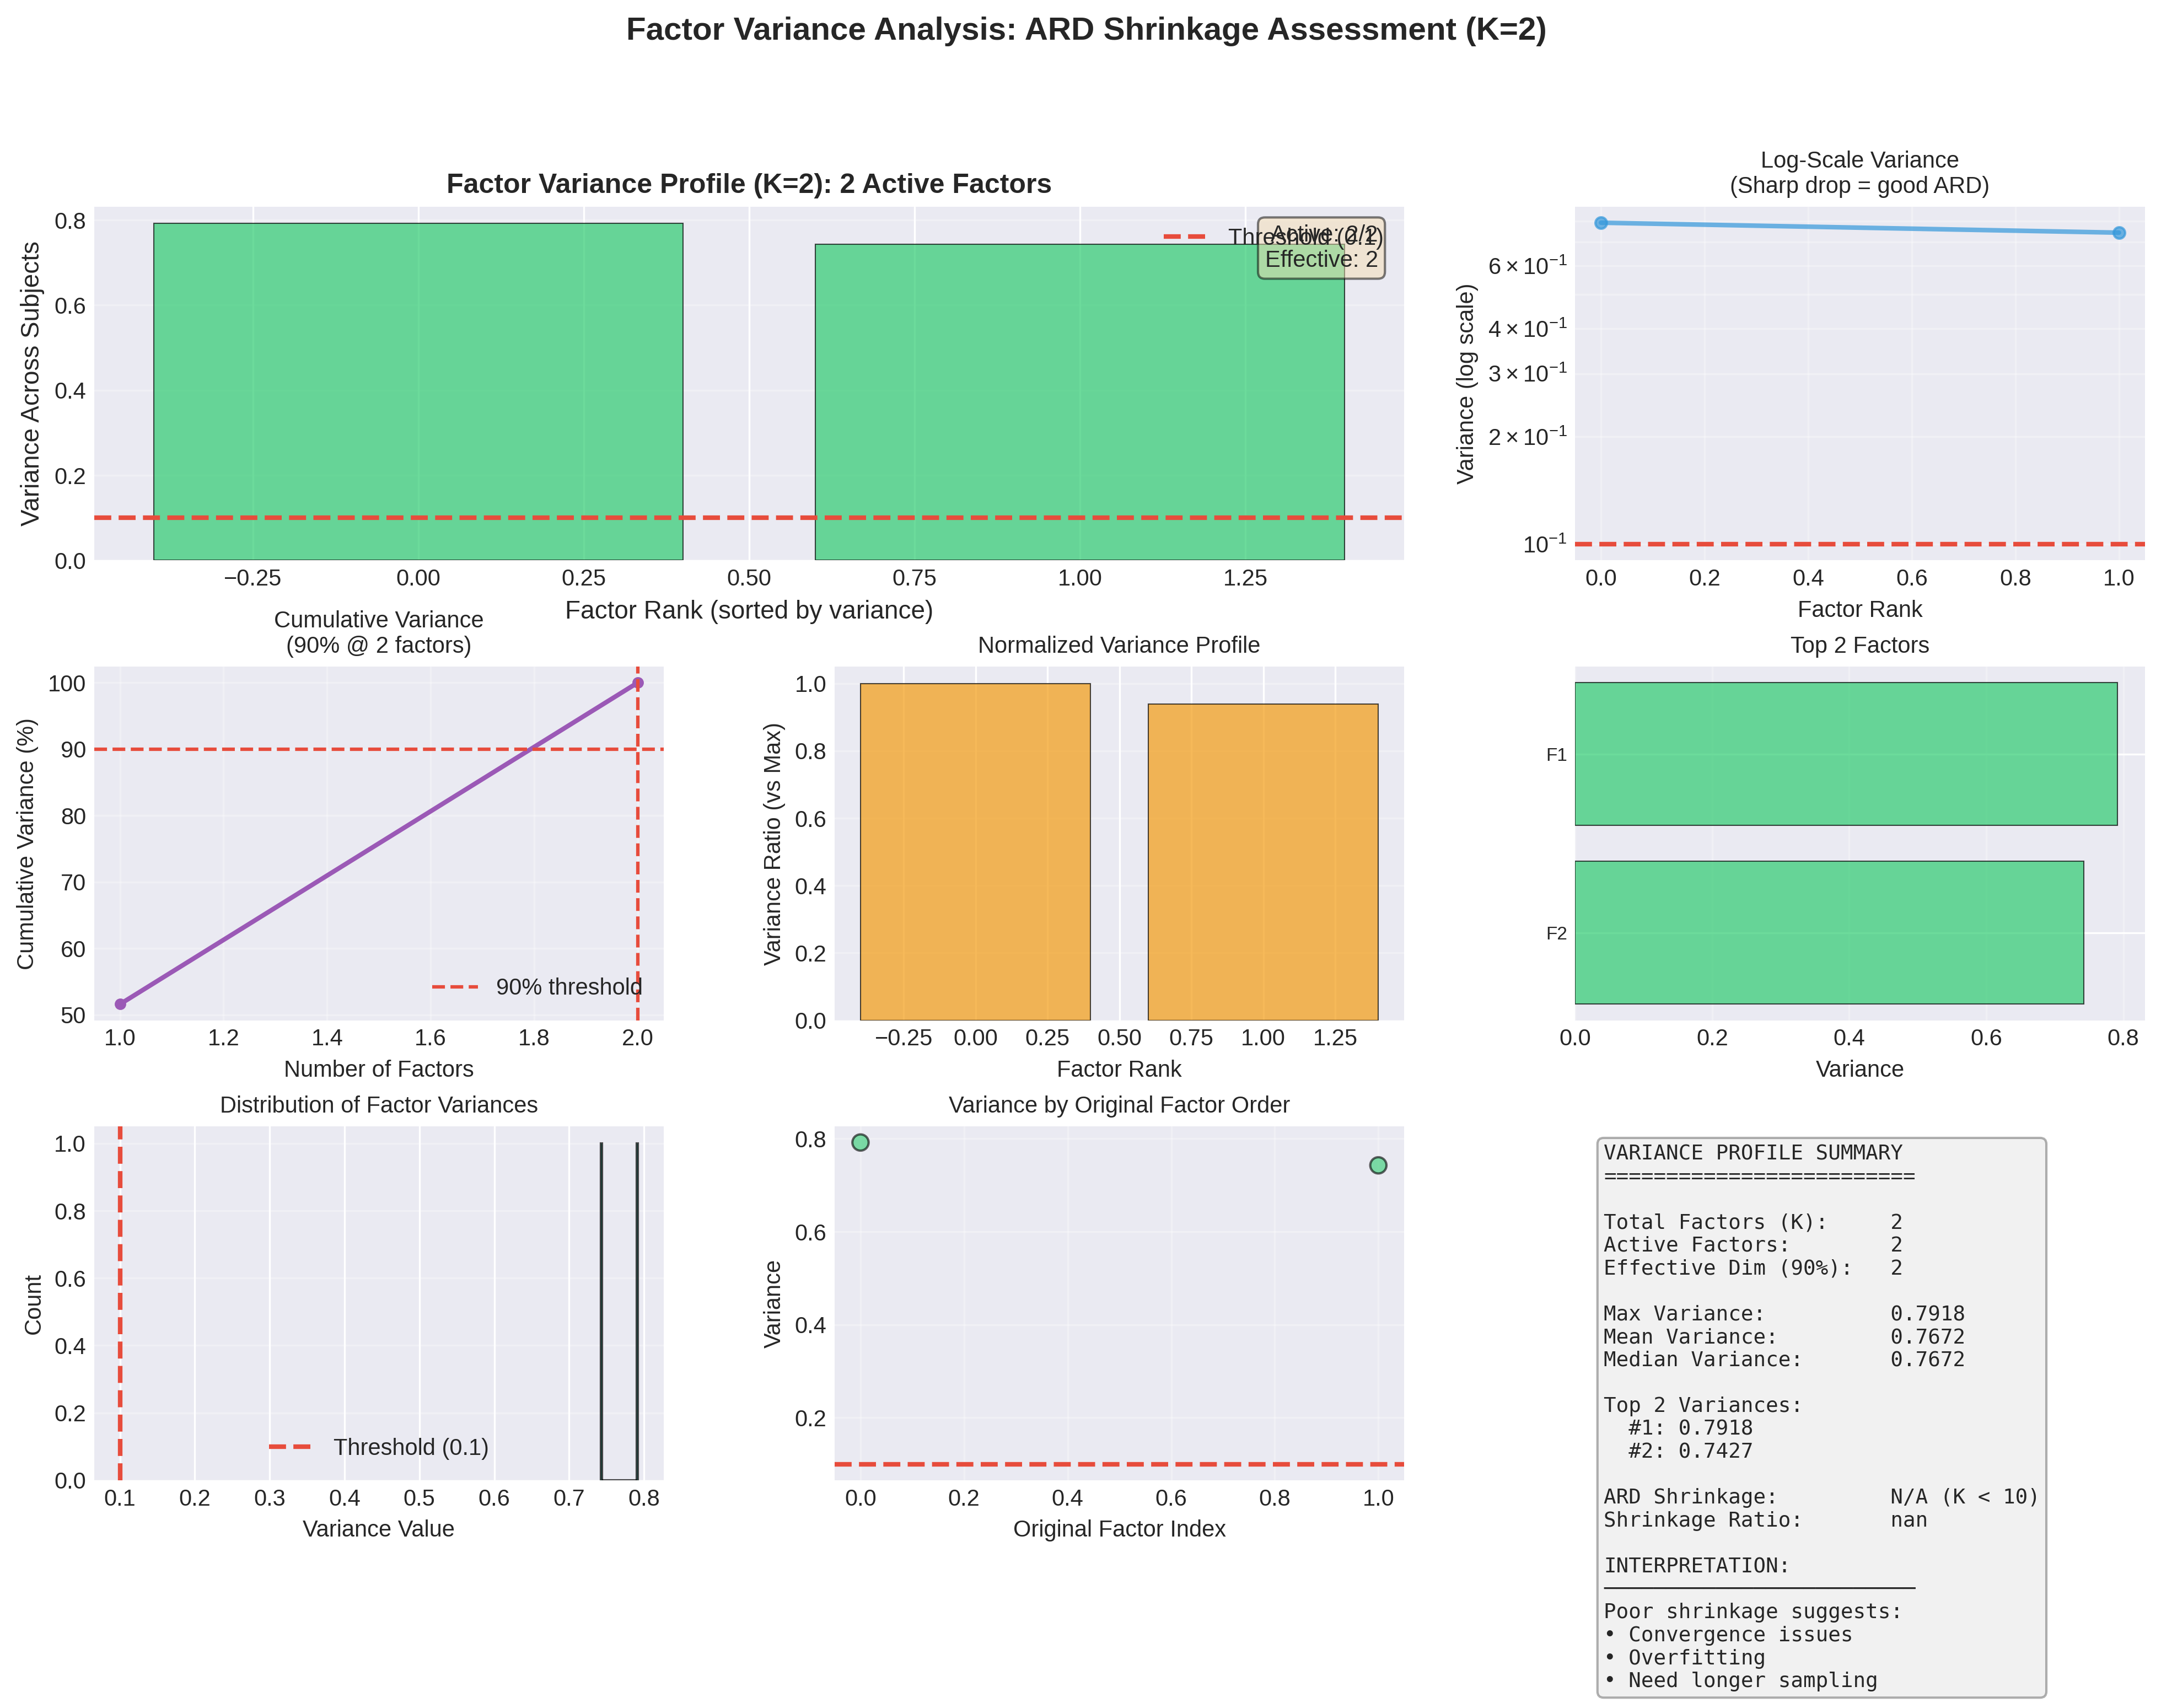 Factor Variance Analysis: ARD Shrinkage Assessment (K=2)
Factor Variance Profile (K=2): 2 Active Factors
Variance Across Subjects
0.8
0.6
0.4
0.2
0.0
−0.25
0.00
0.25
0.50
0.75
1.00
1.25
Factor Rank (sorted by variance)
Threshold (0.1)
Active: 2/2
Effective: 2
Log-Scale Variance
(Sharp drop = good ARD)
Variance (log scale)
6 × 10⁻¹
4 × 10⁻¹
3 × 10⁻¹
2 × 10⁻¹
10⁻¹
0.0
0.2
0.4
0.6
0.8
1.0
Factor Rank
Cumulative Variance
(90% @ 2 factors)
Cumulative Variance (%)
100
90
80
70
60
50
90% threshold
1.0
1.2
1.4
1.6
1.8
2.0
Number of Factors
Normalized Variance Profile
Variance Ratio (vs Max)
1.0
0.8
0.6
0.4
0.2
0.0
−0.25
0.00
0.25
0.50
0.75
1.00
1.25
Factor Rank
Top 2 Factors
F1
F2
0.0
0.2
0.4
0.6
0.8
Variance
Distribution of Factor Variances
Count
1.0
0.8
0.6
0.4
0.2
0.0
Threshold (0.1)
0.1
0.2
0.3
0.4
0.5
0.6
0.7
0.8
Variance Value
Variance by Original Factor Order
Variance
0.8
0.6
0.4
0.2
0.0
0.2
0.4
0.6
0.8
1.0
Original Factor Index
VARIANCE PROFILE SUMMARY
=========================
Total Factors (K): 2
Active Factors: 2
Effective Dim (90%): 2
Max Variance: 0.7918
Mean Variance: 0.7672
Median Variance: 0.7672
Top 2 Variances:
#1: 0.7918
#2: 0.7427
ARD Shrinkage: N/A (K < 10)
Shrinkage Ratio: nan
INTERPRETATION:
─────────────────────────
Poor shrinkage suggests:
• Convergence issues
• Overfitting
• Need longer sampling